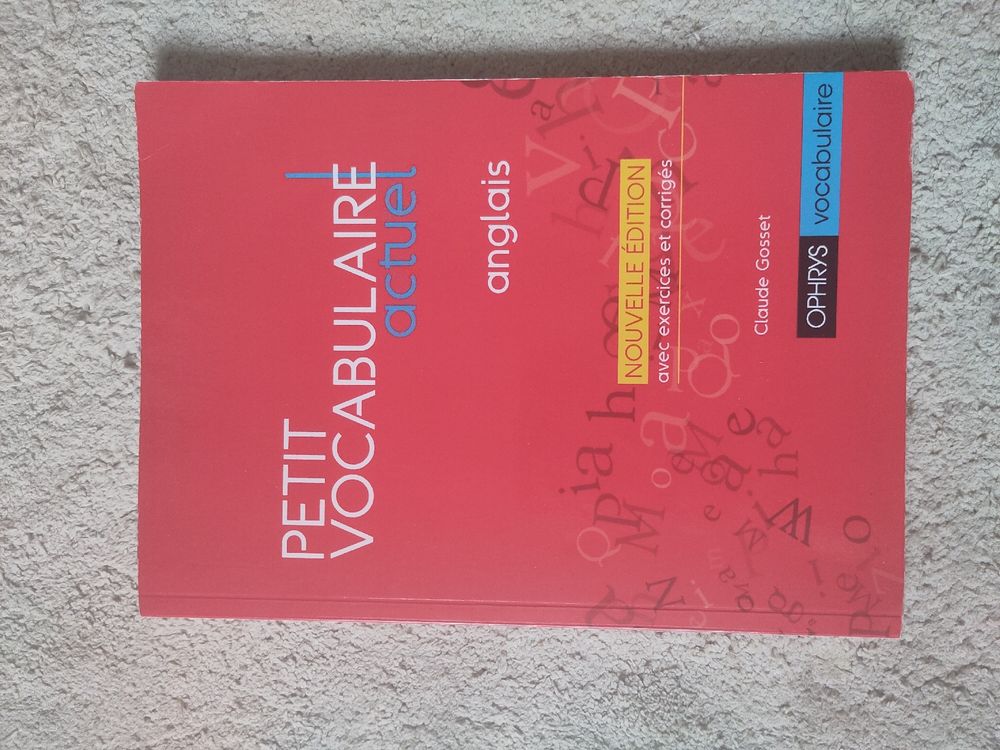 PETIT
VOCABULAIRE
actuel
anglais
NOUVELLE ÉDITION
avec exercices et corrigés
Claude Gosset
OPHRYS vocabulaire